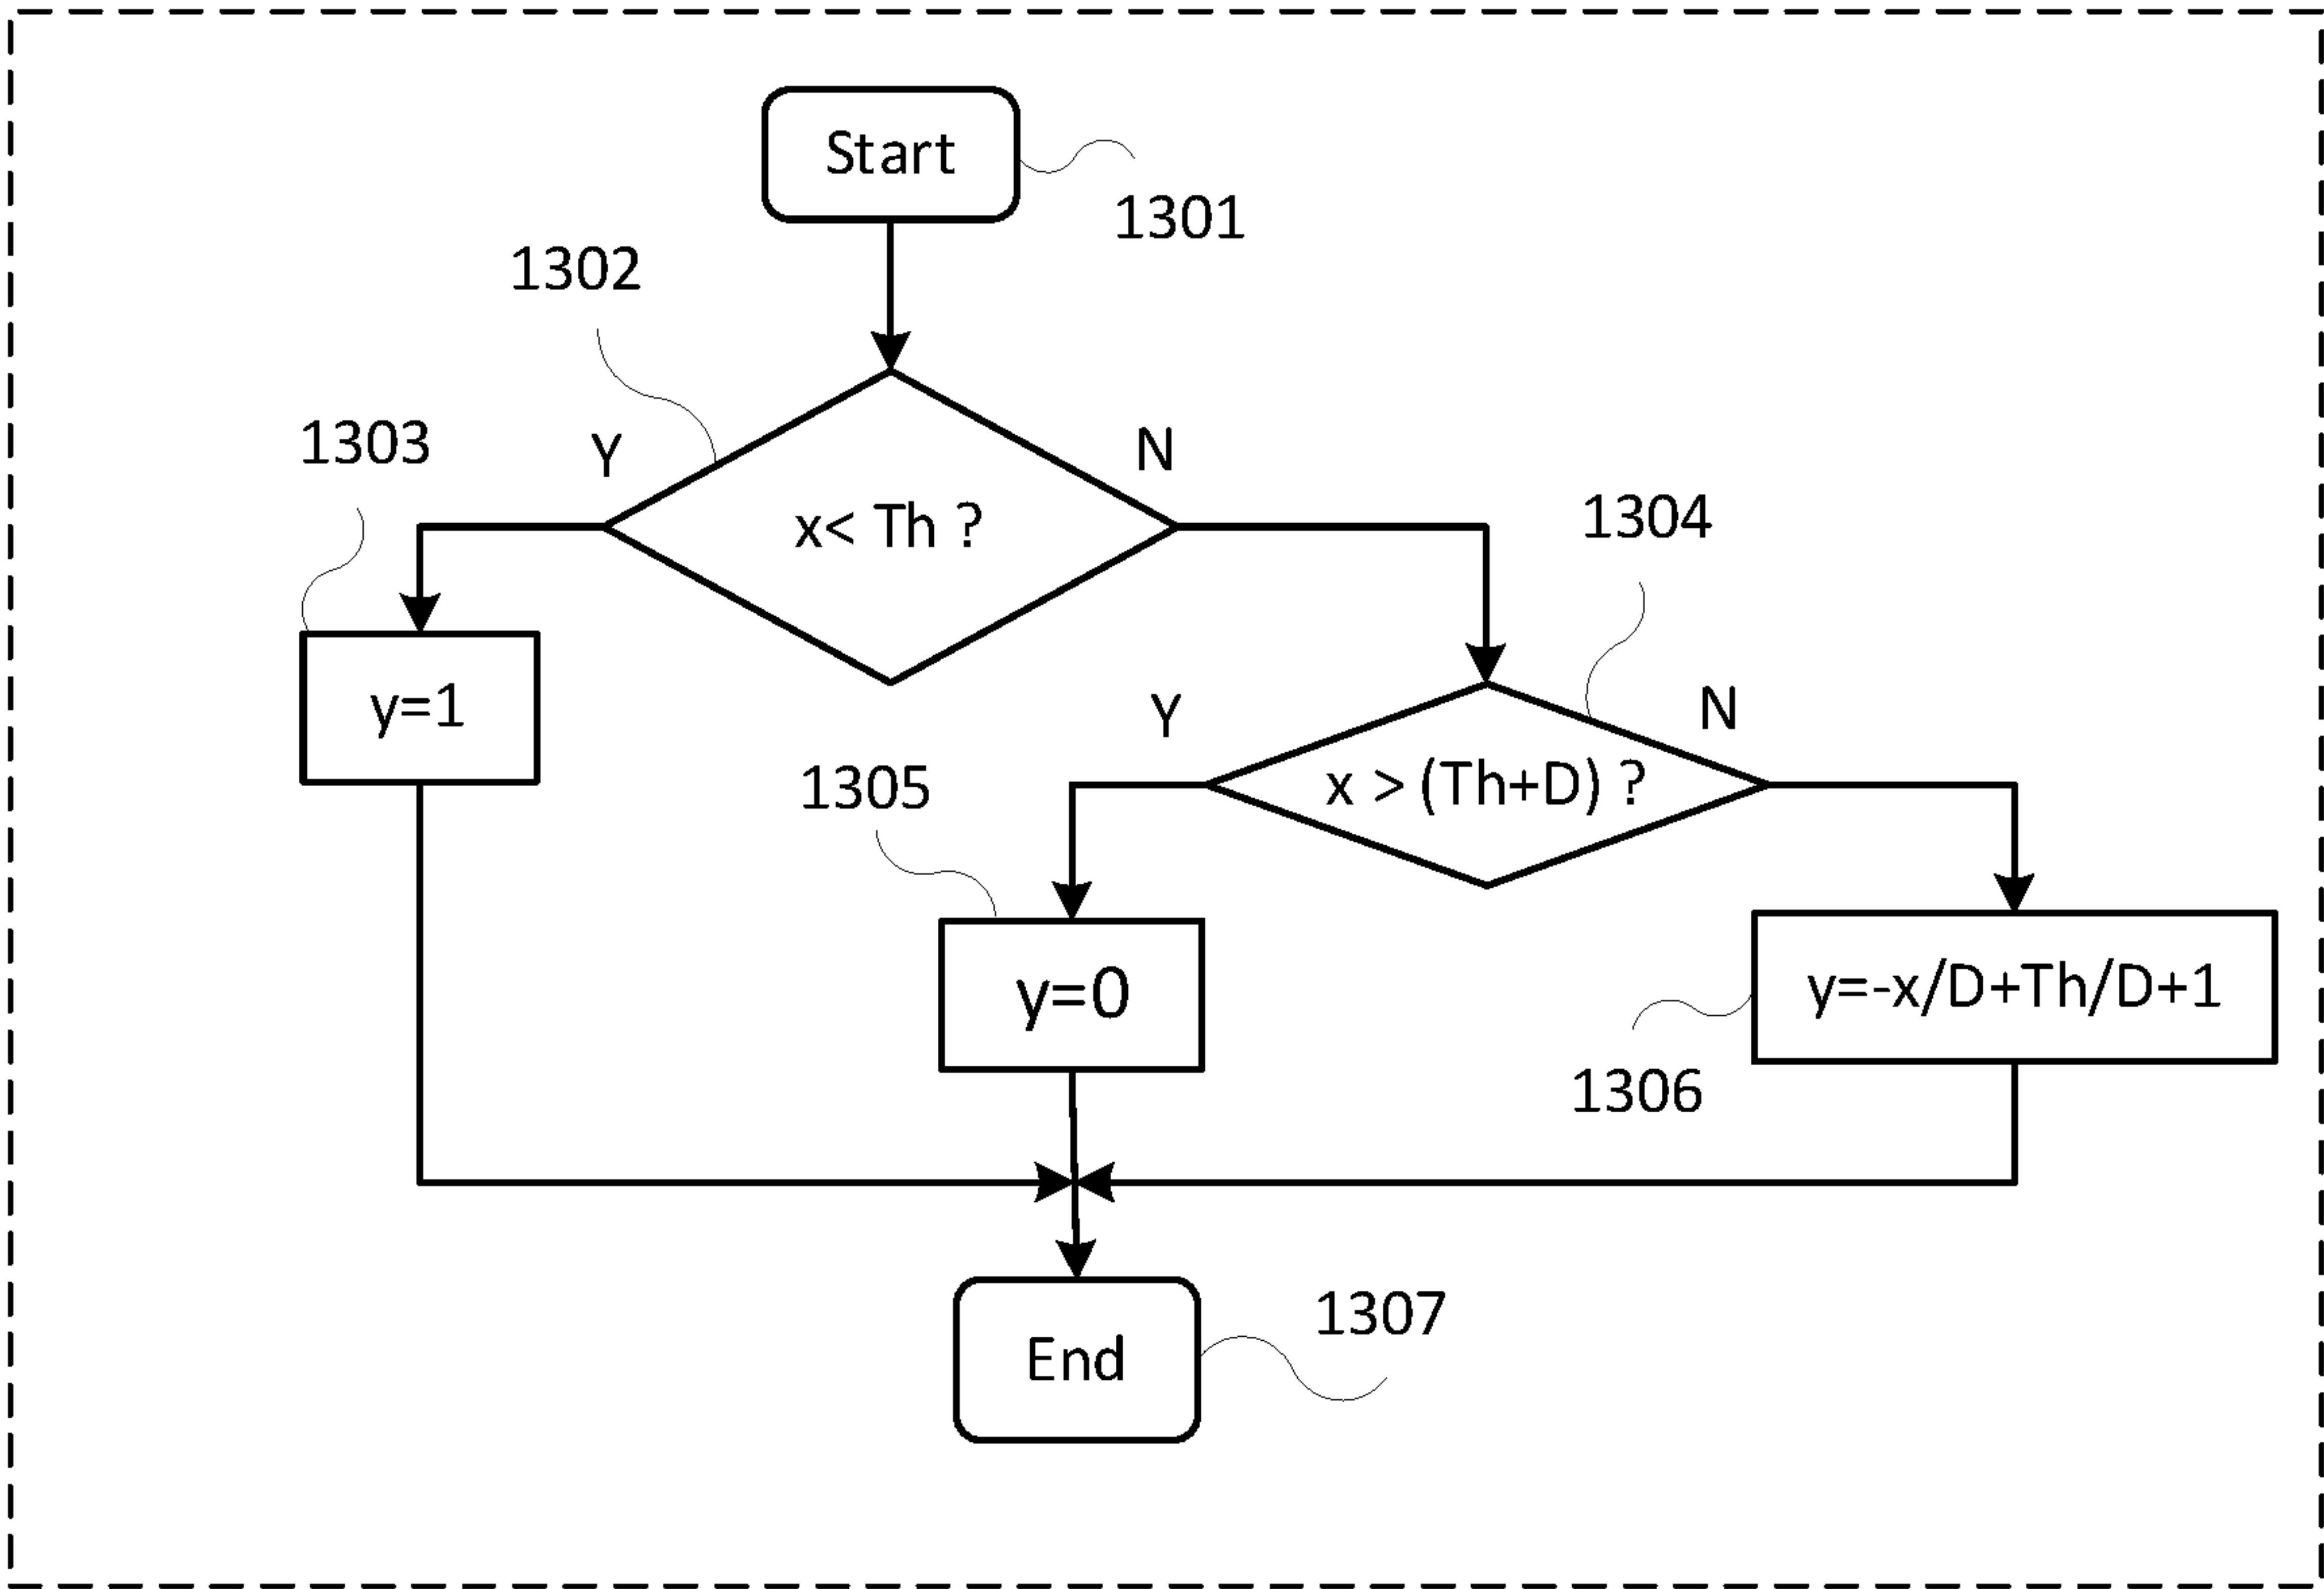 Start
1301
1302
1303
Y
N
x< Th ?
1304
y=1
Y
N
1305
x > (Th+D) ?
y=0
y=-x/D+Th/D+1
1306
1307
End